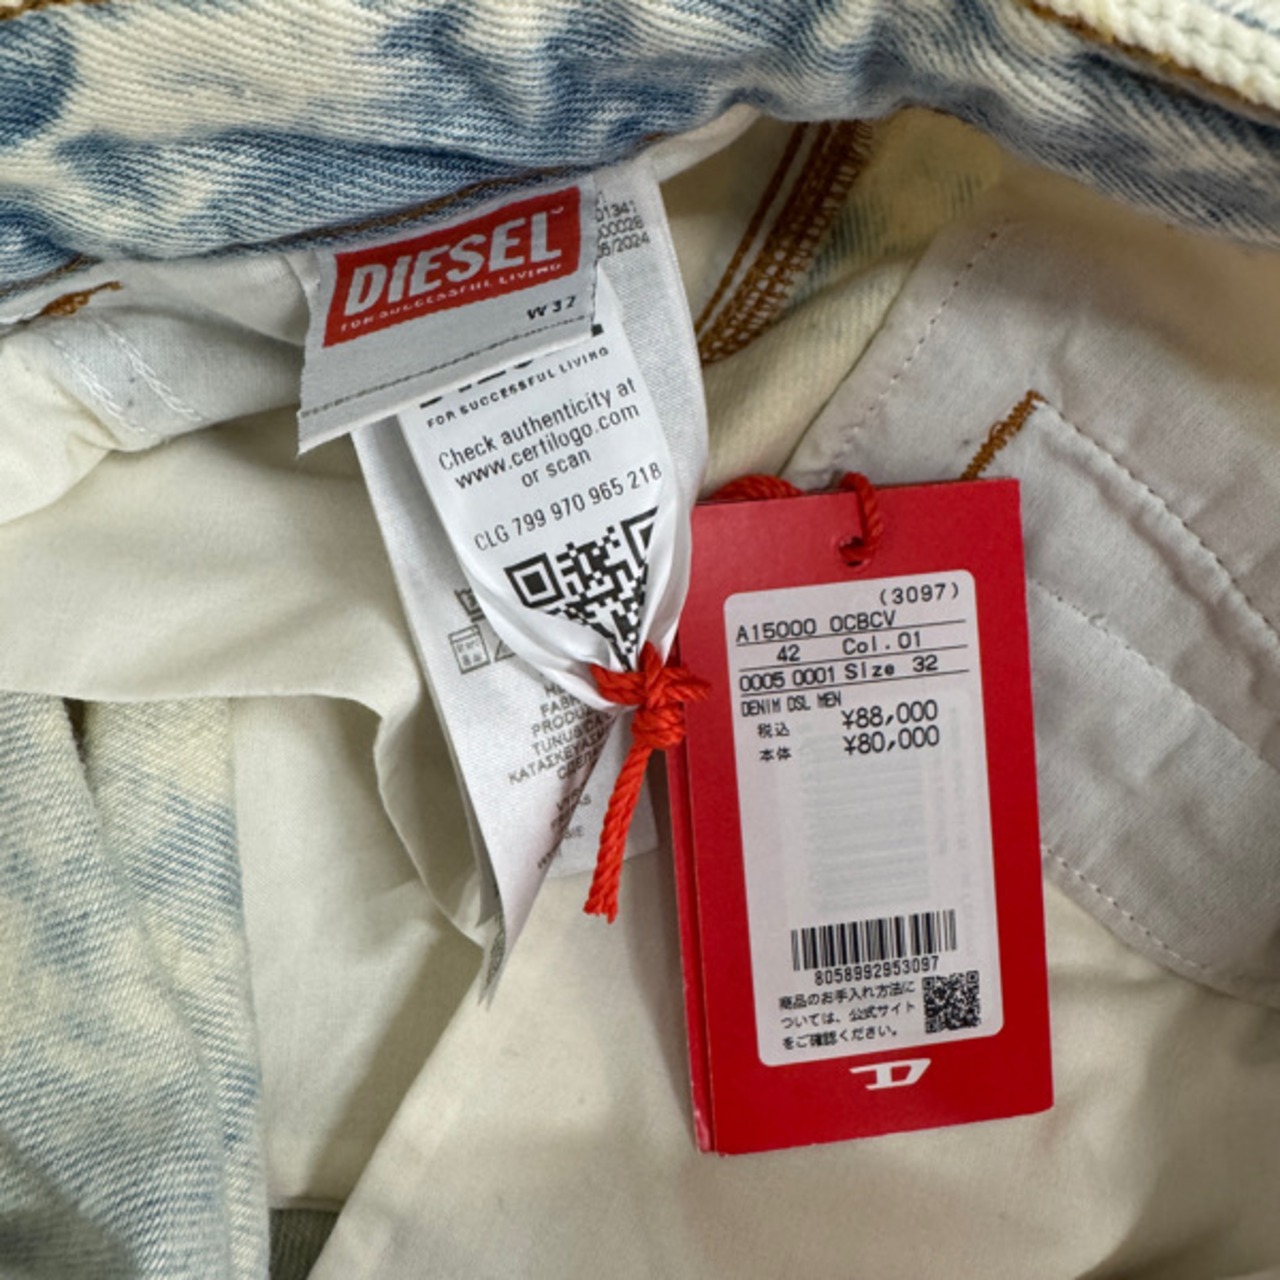 DIESEL
FOR SUCCESSFUL LIVING
W 32
01341
5/2024
FOR SUCCESSFUL LIVING
Check authenticity at
www.certilogo.com
or scan
CLG 799 970 965 218
(3097)
A15000 0CBCV
42 Col.01
0005 0001 Size 32
DENIM DSL MEN
税込 ¥88,000
本体 ¥80,000
8058992953097
商品のお手入れ方法に
ついては、公式サイト
をご確認ください。
D